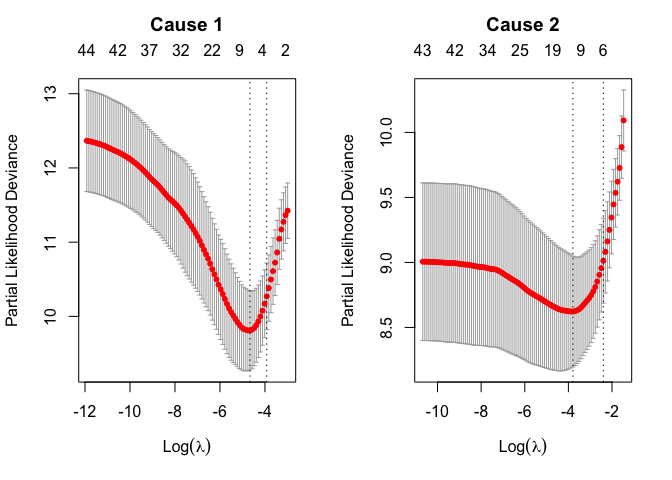 Cause 1
44 42 37 32 22 9 4 2
Partial Likelihood Deviance
13
12
11
10
-12 -10 -8 -6 -4
Log(λ)
Cause 2
43 42 34 25 19 9 6
Partial Likelihood Deviance
10.0
9.5
9.0
8.5
-10 -8 -6 -4 -2
Log(λ)